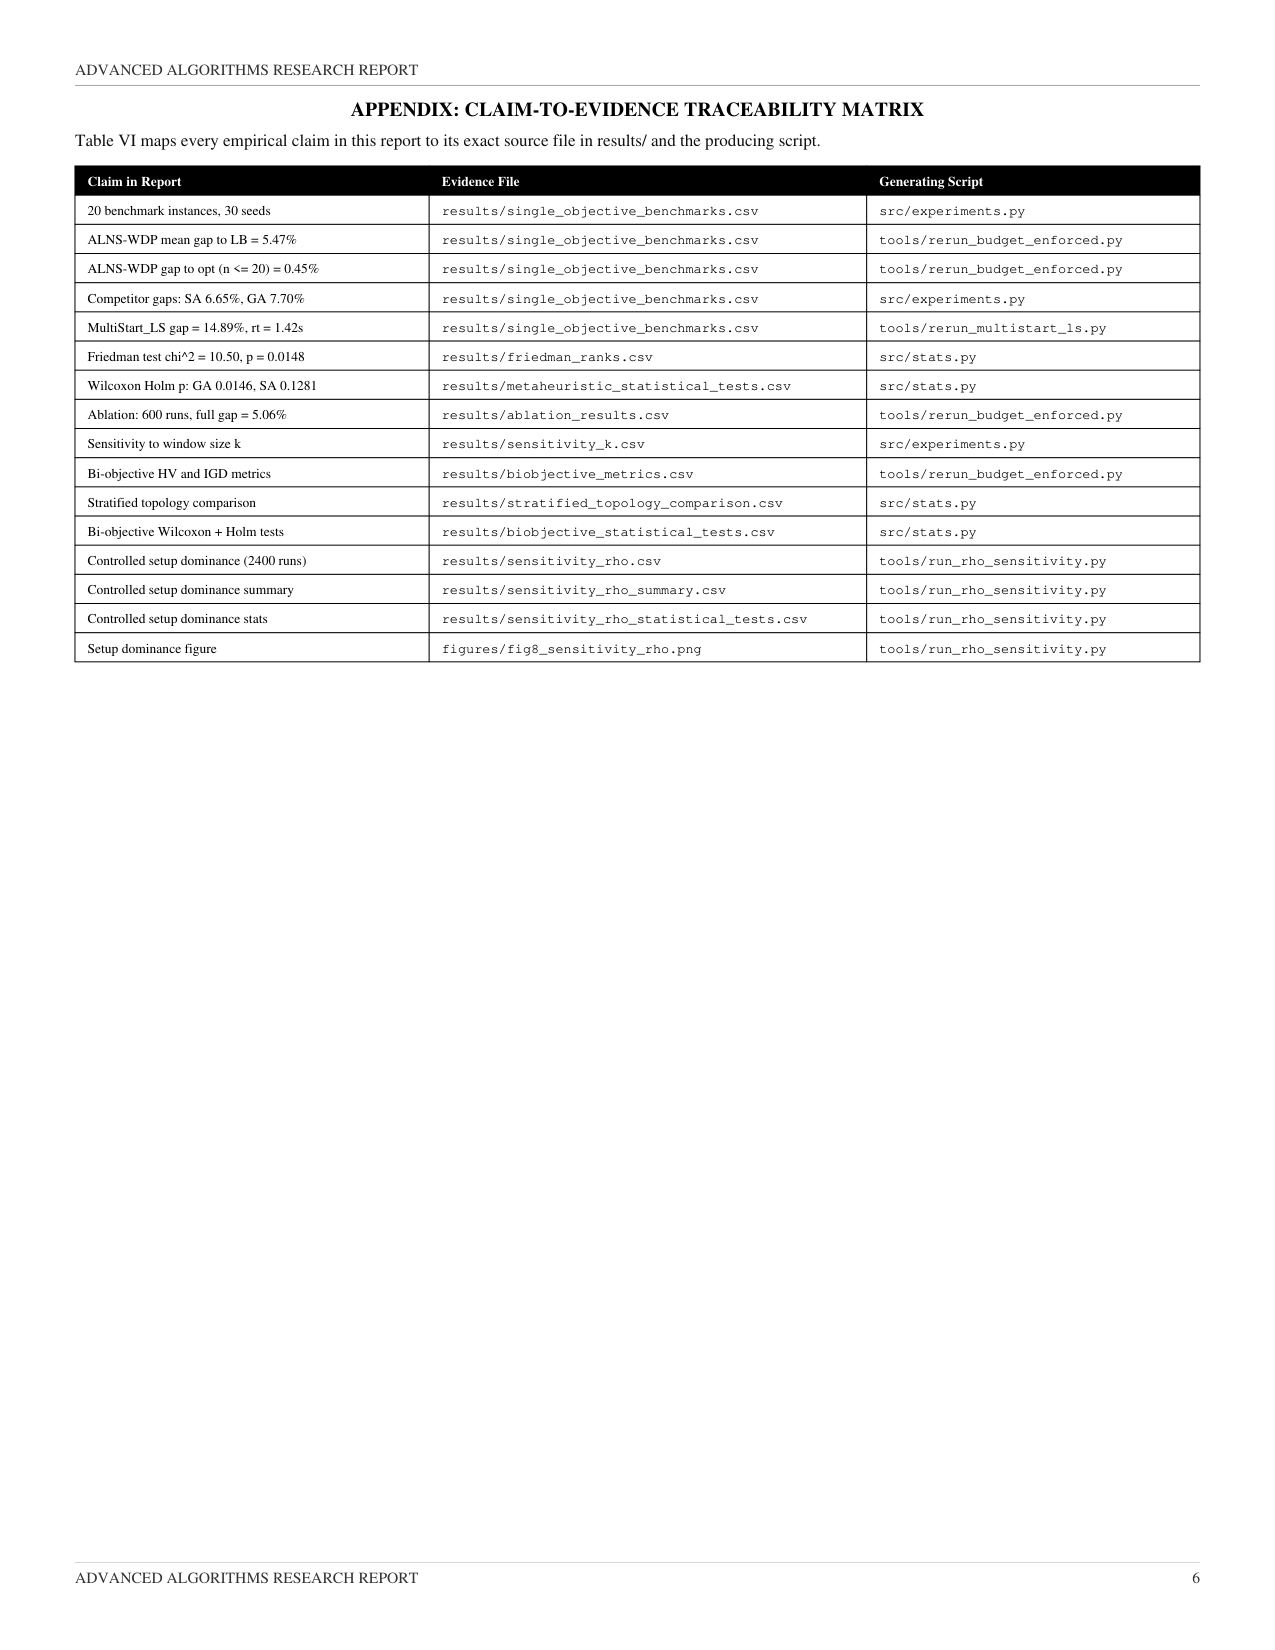 ADVANCED ALGORITHMS RESEARCH REPORT
APPENDIX: CLAIM-TO-EVIDENCE TRACEABILITY MATRIX
Table VI maps every empirical claim in this report to its exact source file in results/ and the producing script.
Claim in Report Evidence File Generating Script
20 benchmark instances, 30 seeds results/single_objective_benchmarks.csv src/experiments.py
ALNS-WDP mean gap to LB = 5.47% results/single_objective_benchmarks.csv tools/rerun_budget_enforced.py
ALNS-WDP gap to opt (n <= 20) = 0.45% results/single_objective_benchmarks.csv tools/rerun_budget_enforced.py
Competitor gaps: SA 6.65%, GA 7.70% results/single_objective_benchmarks.csv src/experiments.py
MultiStart_LS gap = 14.89%, rt = 1.42s results/single_objective_benchmarks.csv tools/rerun_multistart_ls.py
Friedman test chi^2 = 10.50, p = 0.0148 results/friedman_ranks.csv src/stats.py
Wilcoxon Holm p: GA 0.0146, SA 0.1281 results/metaheuristic_statistical_tests.csv src/stats.py
Ablation: 600 runs, full gap = 5.06% results/ablation_results.csv tools/rerun_budget_enforced.py
Sensitivity to window size k results/sensitivity_k.csv src/experiments.py
Bi-objective HV and IGD metrics results/biobjective_metrics.csv tools/rerun_budget_enforced.py
Stratified topology comparison results/stratified_topology_comparison.csv src/stats.py
Bi-objective Wilcoxon + Holm tests results/biobjective_statistical_tests.csv src/stats.py
Controlled setup dominance (2400 runs) results/sensitivity_rho.csv tools/run_rho_sensitivity.py
Controlled setup dominance summary results/sensitivity_rho_summary.csv tools/run_rho_sensitivity.py
Controlled setup dominance stats results/sensitivity_rho_statistical_tests.csv tools/run_rho_sensitivity.py
Setup dominance figure figures/fig8_sensitivity_rho.png tools/run_rho_sensitivity.py
ADVANCED ALGORITHMS RESEARCH REPORT 6